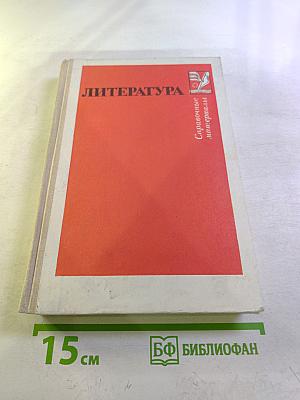 ЛИТЕРАТУРА
Справочные
материалы
15 см
БФ БИБЛИОФАН